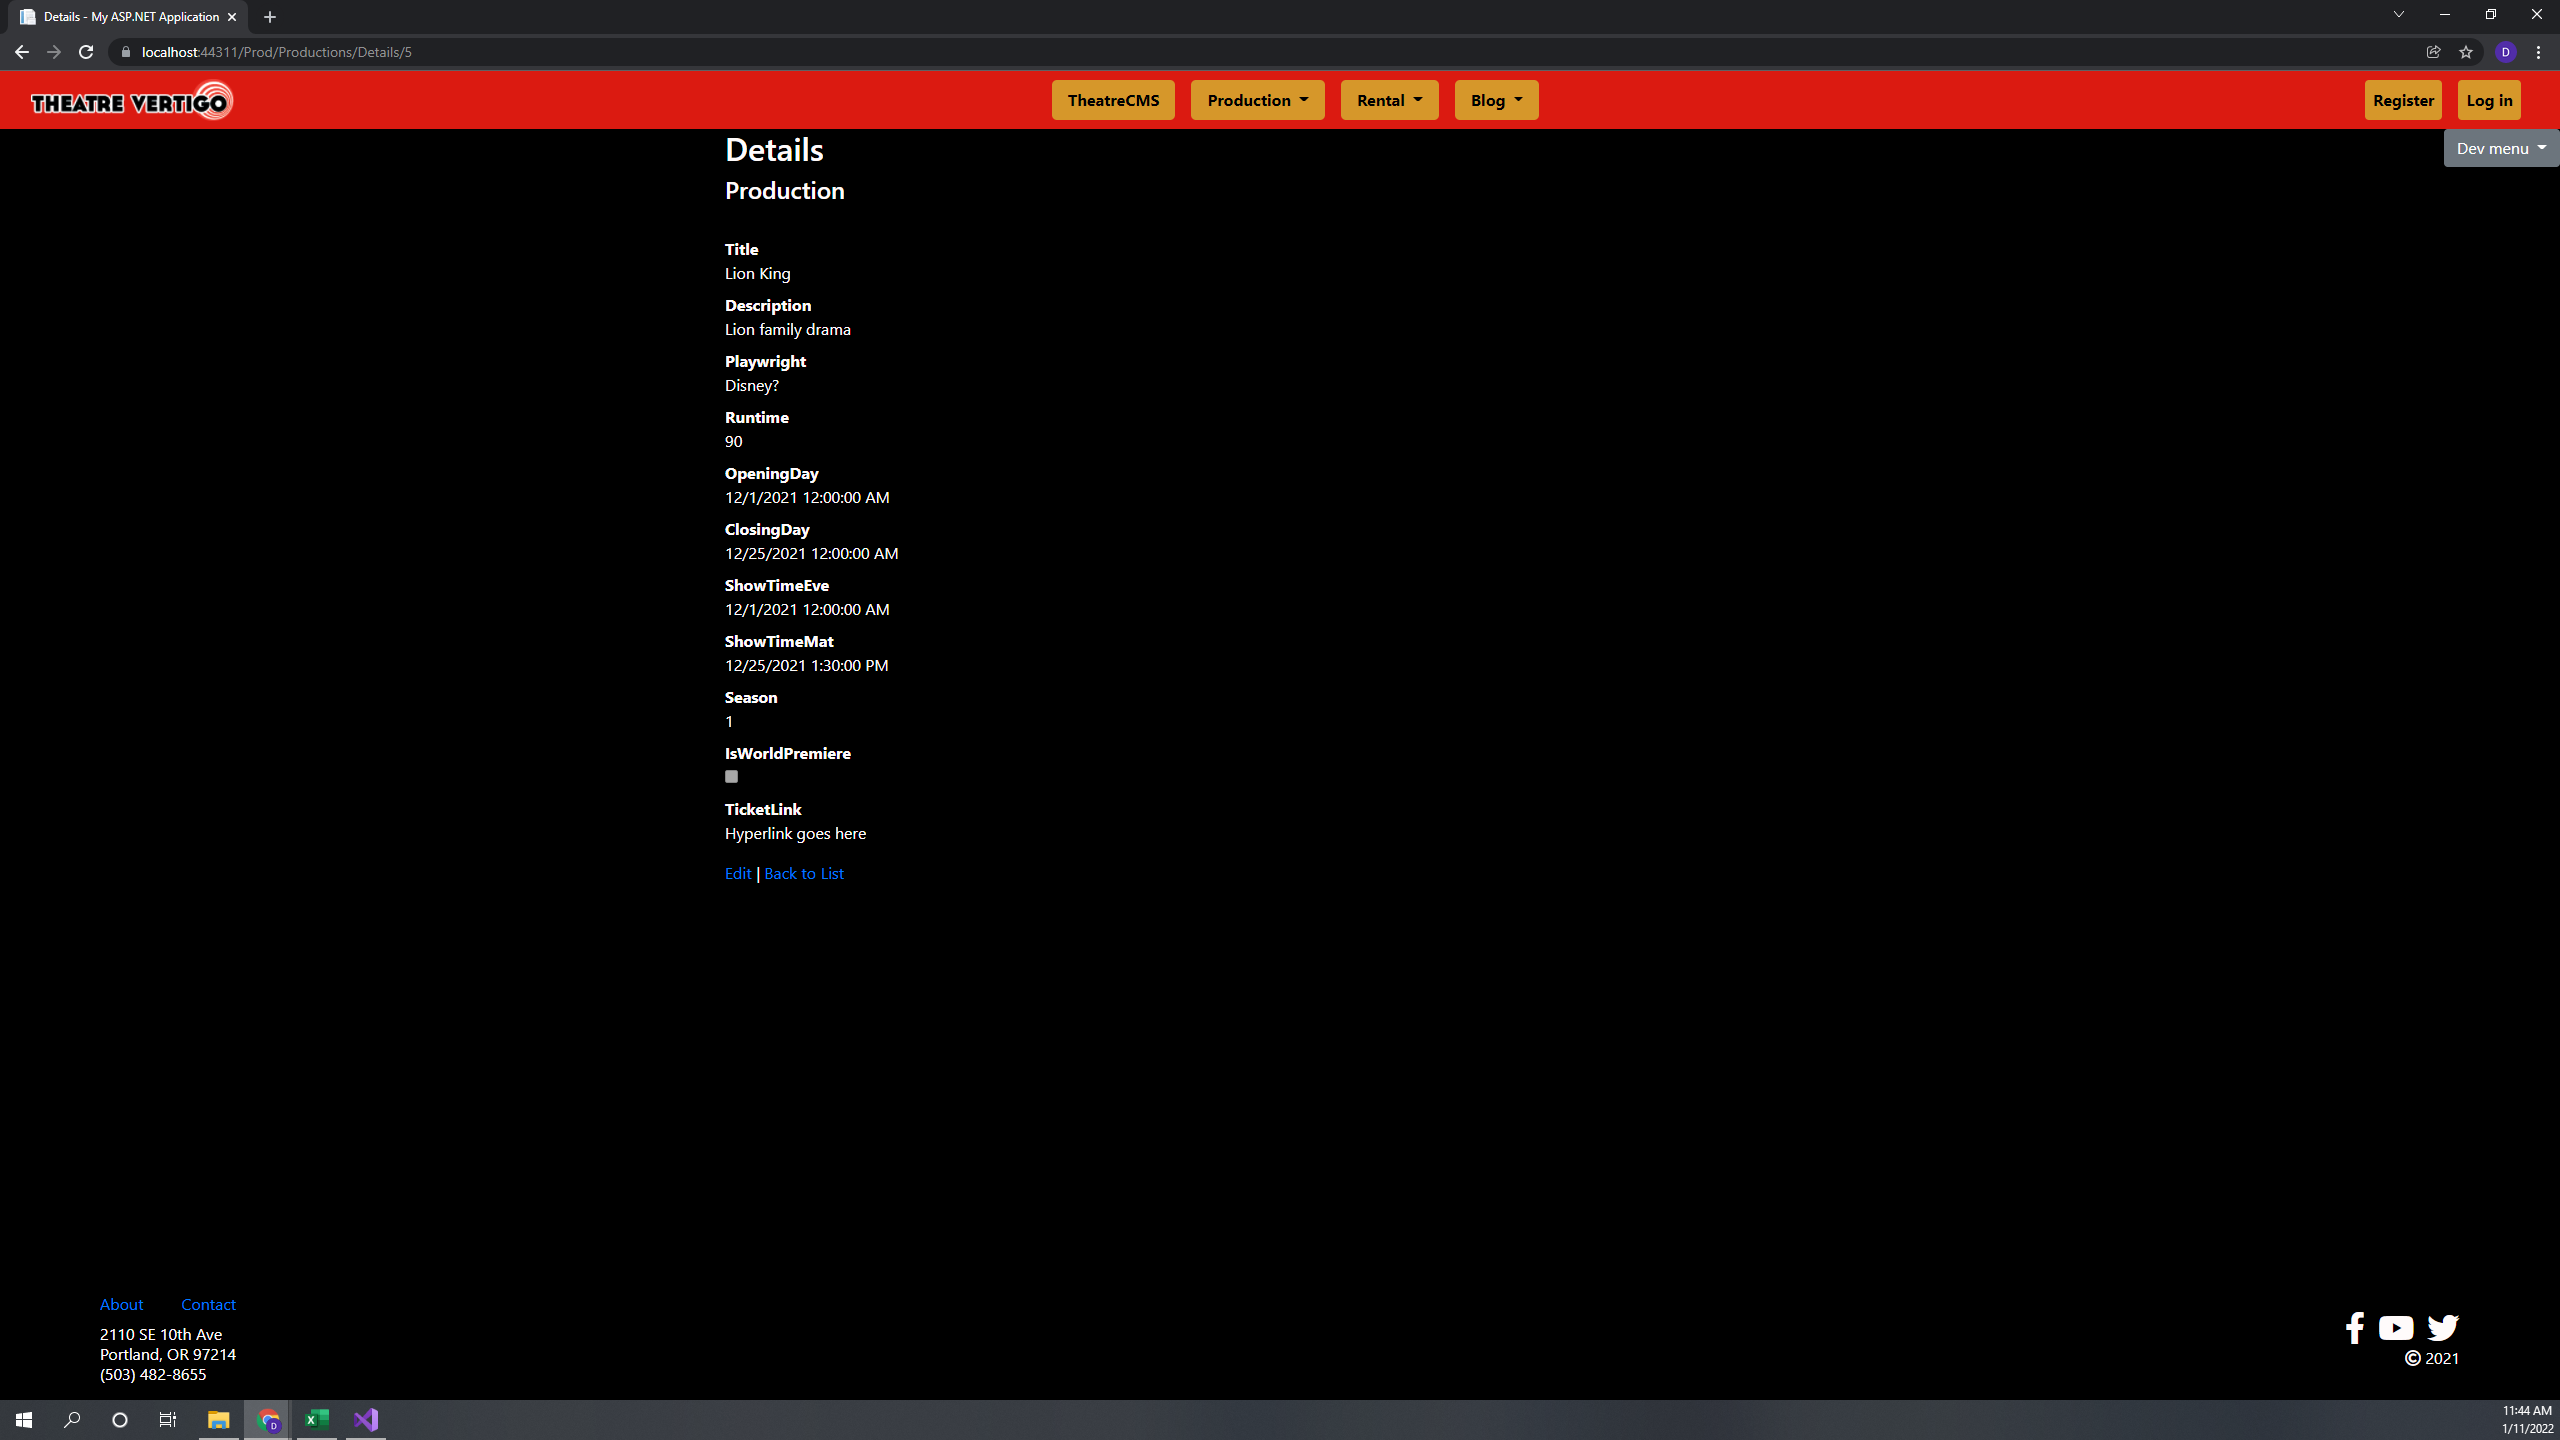 Details - My ASP.NET Application
localhost:44311/Prod/Productions/Details/5
D
THEATRE VERTIGO
TheatreCMS
Production
Rental
Blog
Register
Log in
Dev menu
Details
Production
Title
Lion King
Description
Lion family drama
Playwright
Disney?
Runtime
90
OpeningDay
12/1/2021 12:00:00 AM
ClosingDay
12/25/2021 12:00:00 AM
ShowTimeEve
12/1/2021 12:00:00 AM
ShowTimeMat
12/25/2021 1:30:00 PM
Season
1
IsWorldPremiere
TicketLink
Hyperlink goes here
Edit | Back to List
About Contact
2110 SE 10th Ave
Portland, OR 97214
(503) 482-8655
© 2021
11:44 AM
1/11/2022